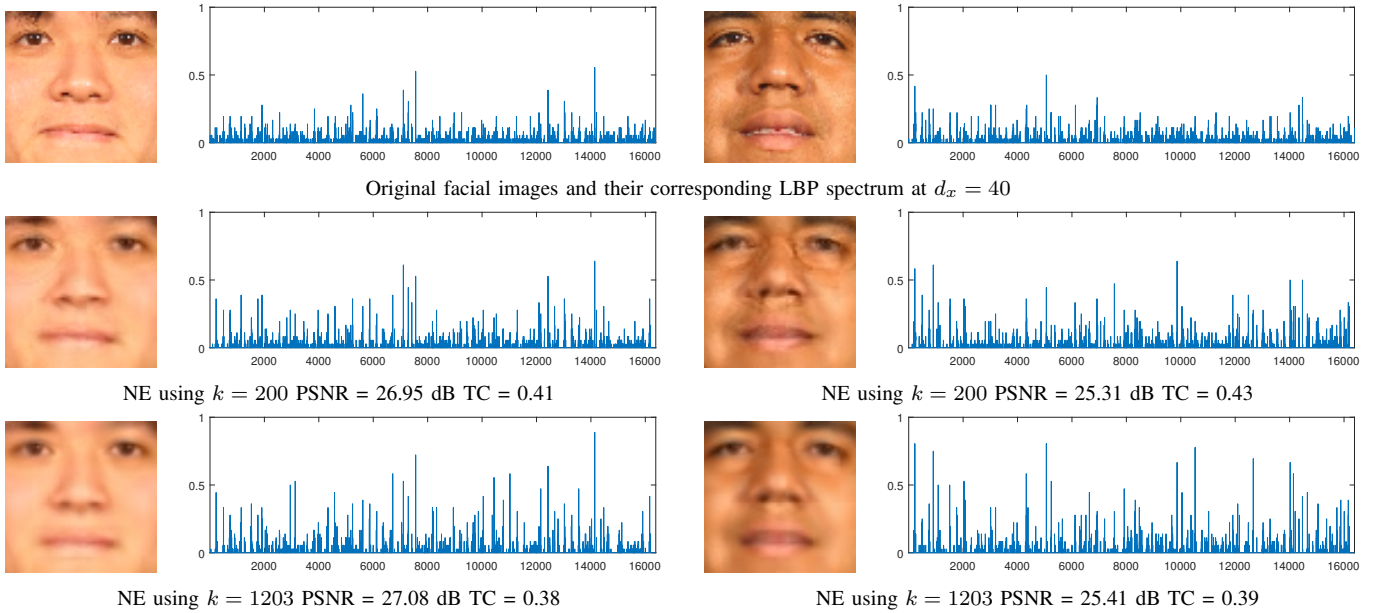 1
0.5
0
2000 4000 6000 8000 10000 12000 14000 16000
1
0.5
0
2000 4000 6000 8000 10000 12000 14000 16000
Original facial images and their corresponding LBP spectrum at $d_x = 40$
1
0.5
0
2000 4000 6000 8000 10000 12000 14000 16000
1
0.5
0
2000 4000 6000 8000 10000 12000 14000 16000
NE using $k = 200$ PSNR = 26.95 dB TC = 0.41
NE using $k = 200$ PSNR = 25.31 dB TC = 0.43
1
0.5
0
2000 4000 6000 8000 10000 12000 14000 16000
1
0.5
0
2000 4000 6000 8000 10000 12000 14000 16000
NE using $k = 1203$ PSNR = 27.08 dB TC = 0.38
NE using $k = 1203$ PSNR = 25.41 dB TC = 0.39